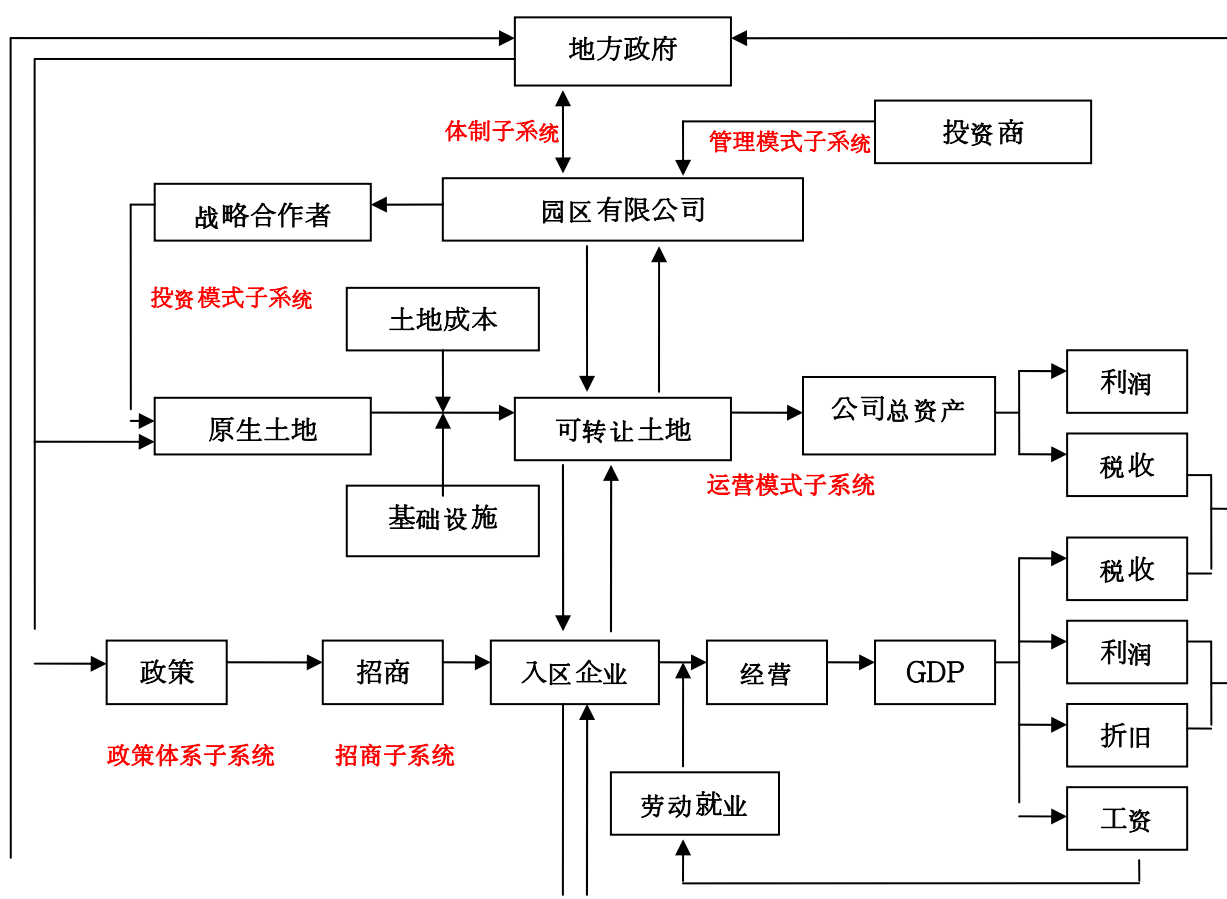 地方政府
投资商
体制子系统
管理模式子系统
战略合作者
园区有限公司
投资模式子系统
土地成本
利润
公司总资产
原生土地
可转让土地
税收
运营模式子系统
基础设施
税收
利润
政策
招商
入区企业
经营
GDP
折旧
政策体系子系统
招商子系统
劳动就业
工资